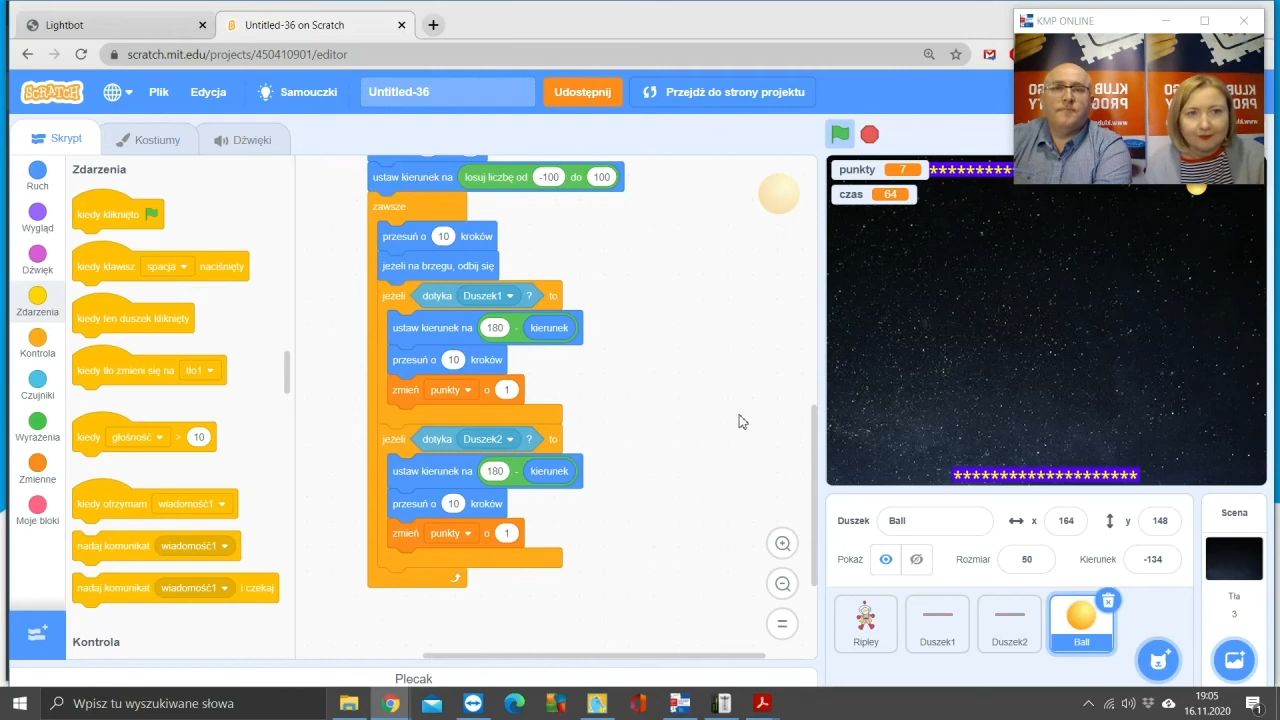 Lightbot
Untitled-36 on Scratch
KMP ONLINE
scratch.mit.edu/projects/450410901/editor
SCRATCH
Plik
Edycja
Samouczki
Untitled-36
Udostępnij
Przejdź do strony projektu
Skrypt
Kostiumy
Dźwięki
Ruch
Wygląd
Dźwięk
Zdarzenia
Kontrola
Czujniki
Wyrażenia
Zmienne
Moje bloki
Zdarzenia
kiedy kliknięto
kiedy klawisz spacja naciśnięty
kiedy ten duszek kliknięty
kiedy tło zmieni się na tło1
kiedy głośność > 10
kiedy otrzymam wiadomość1
nadaj komunikat wiadomość1
nadaj komunikat wiadomość1 i czekaj
Kontrola
ustaw kierunek na losuj liczbę od -100 do 100
zawsze
przesuń o 10 kroków
jeżeli na brzegu, odbij się
jeżeli dotyka Duszek1 ? to
ustaw kierunek na 180 - kierunek
przesuń o 10 kroków
zmień punkty o 1
jeżeli dotyka Duszek2 ? to
ustaw kierunek na 180 - kierunek
przesuń o 10 kroków
zmień punkty o 1
Plecak
punkty 7
czas 64
Duszek Ball x 164 y 148
Pokaż Rozmiar 50 Kierunek -134
Ripley
Duszek1
Duszek2
Ball
Scena
Tła
3
Wpisz tu wyszukiwane słowa
19:05
16.11.2020